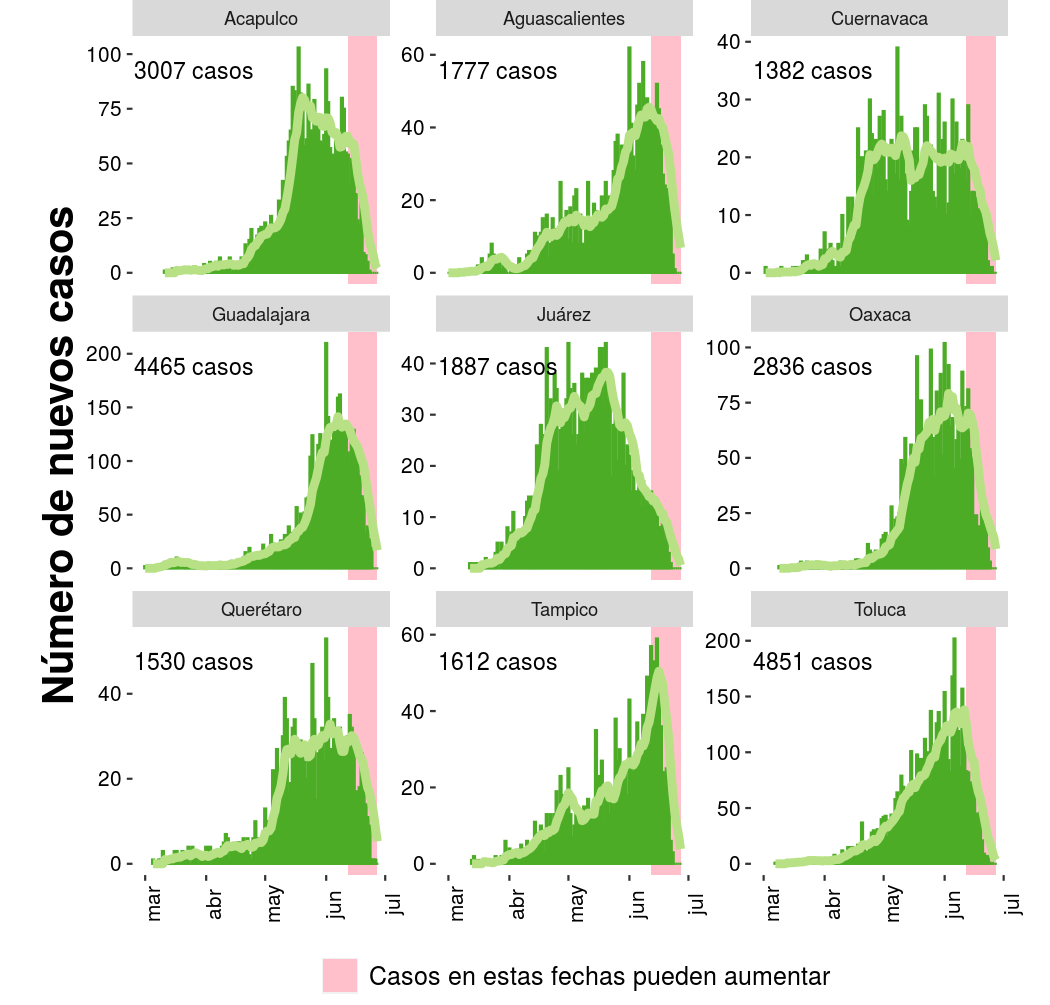 Número de nuevos casos
Acapulco
100
75
50
25
0
3007 casos
Aguascalientes
60
40
20
0
1777 casos
Cuernavaca
40
30
20
10
0
1382 casos
Guadalajara
200
150
100
50
0
4465 casos
Juárez
40
30
20
10
0
1887 casos
Oaxaca
100
75
50
25
0
2836 casos
Querétaro
40
20
0
1530 casos
Tampico
60
40
20
0
1612 casos
Toluca
200
150
100
50
0
4851 casos
mar abr may jun jul
mar abr may jun jul
mar abr may jun jul
Casos en estas fechas pueden aumentar